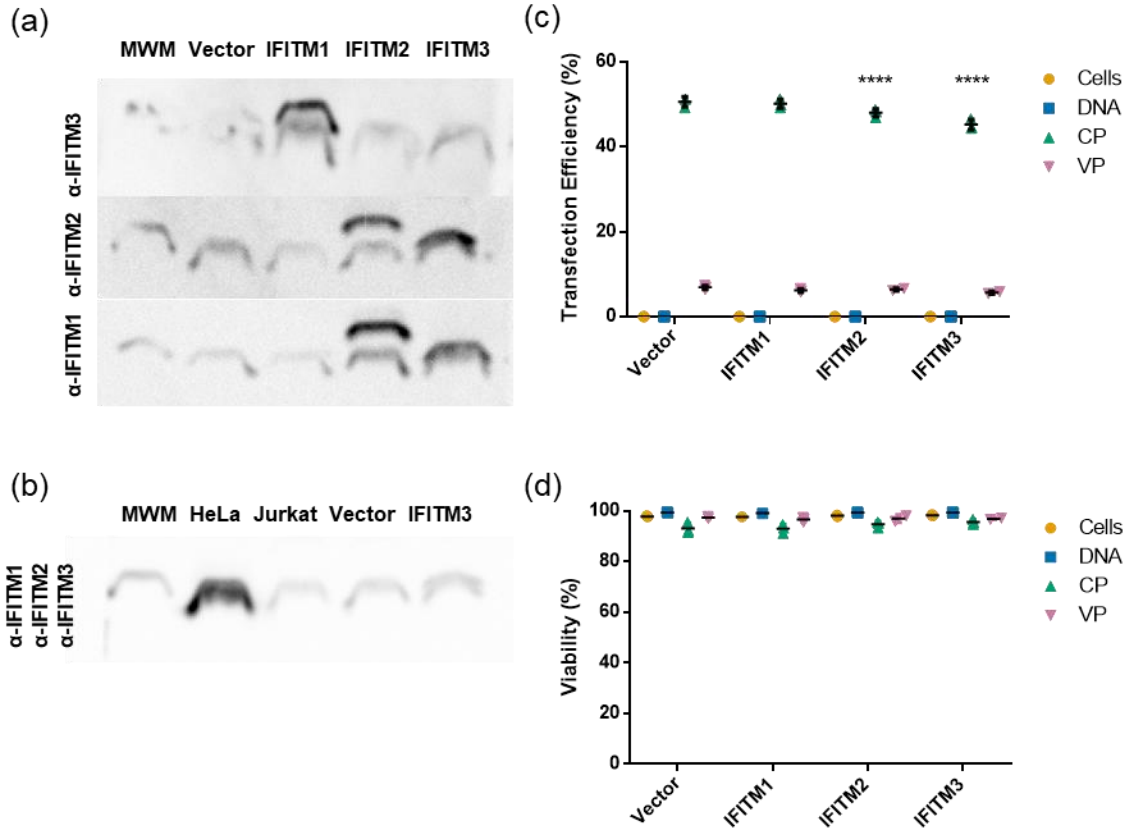 (a)
MWM Vector IFITM1 IFITM2 IFITM3
α-IFITM3
α-IFITM2
α-IFITM1
(b)
MWM HeLa Jurkat Vector IFITM3
α-IFITM1
α-IFITM2
α-IFITM3
(c)
Transfection Efficiency (%)
60
40
20
0
**** ****
Vector IFITM1 IFITM2 IFITM3
Cells
DNA
CP
VP
(d)
Viability (%)
100
80
60
40
20
0
Vector IFITM1 IFITM2 IFITM3
Cells
DNA
CP
VP